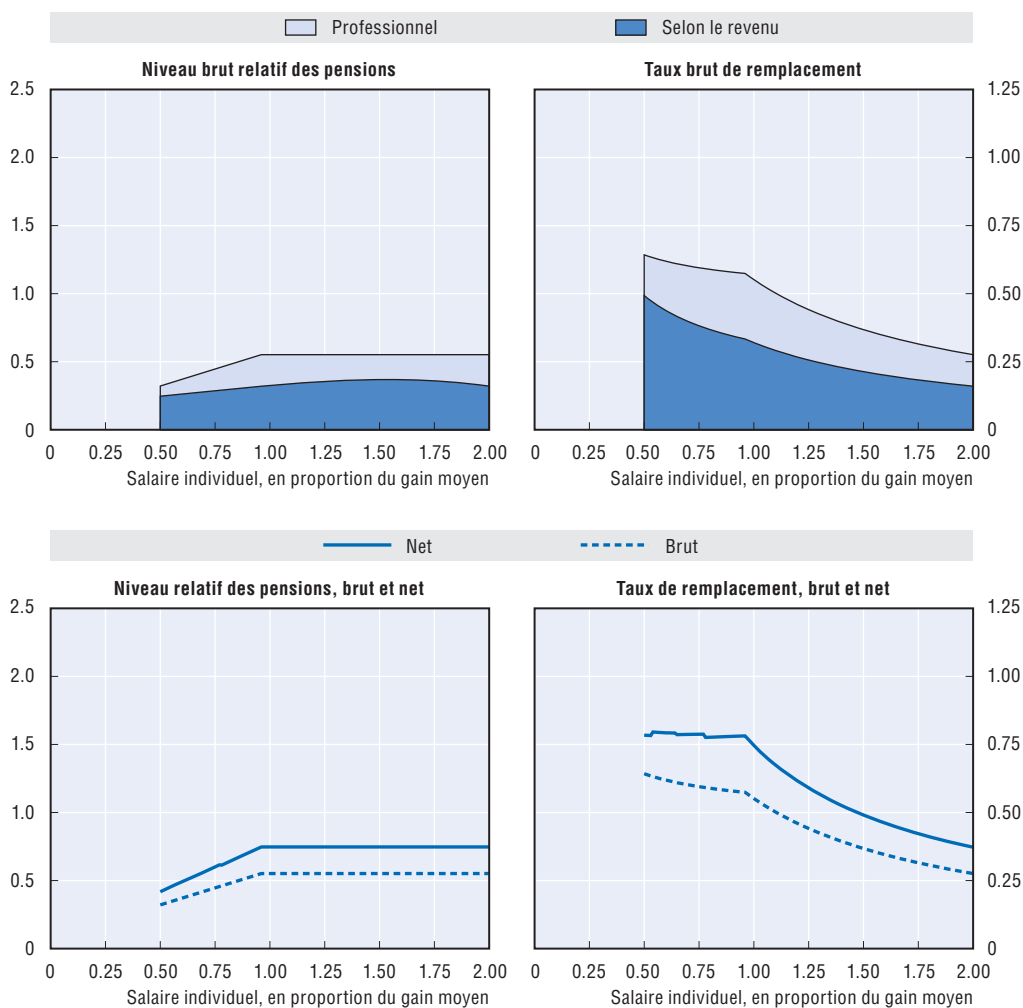 Professionnel Selon le revenu
Niveau brut relatif des pensions
2.5
2.0
1.5
1.0
0.5
0
0 0.25 0.50 0.75 1.00 1.25 1.50 1.75 2.00
Salaire individuel, en proportion du gain moyen
Taux brut de remplacement
1.25
1.00
0.75
0.50
0.25
0
0 0.25 0.50 0.75 1.00 1.25 1.50 1.75 2.00
Salaire individuel, en proportion du gain moyen
Net Brut
Niveau relatif des pensions, brut et net
2.5
2.0
1.5
1.0
0.5
0
0 0.25 0.50 0.75 1.00 1.25 1.50 1.75 2.00
Salaire individuel, en proportion du gain moyen
Taux de remplacement, brut et net
1.25
1.00
0.75
0.50
0.25
0
0 0.25 0.50 0.75 1.00 1.25 1.50 1.75 2.00
Salaire individuel, en proportion du gain moyen